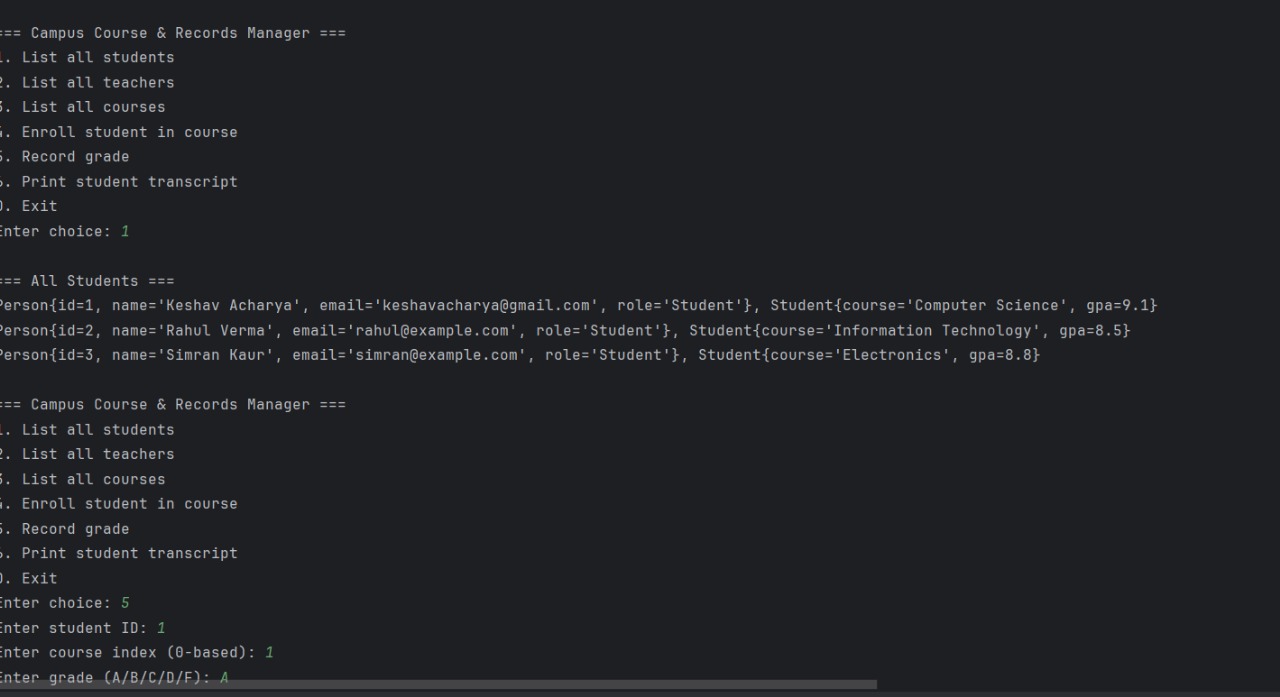 === Campus Course & Records Manager ===
1. List all students
2. List all teachers
3. List all courses
4. Enroll student in course
5. Record grade
6. Print student transcript
0. Exit
Enter choice: 1
=== All Students ===
Person{id=1, name='Keshav Acharya', email='keshavacharya@gmail.com', role='Student'}, Student{course='Computer Science', gpa=9.1}
Person{id=2, name='Rahul Verma', email='rahul@example.com', role='Student'}, Student{course='Information Technology', gpa=8.5}
Person{id=3, name='Simran Kaur', email='simran@example.com', role='Student'}, Student{course='Electronics', gpa=8.8}
=== Campus Course & Records Manager ===
1. List all students
2. List all teachers
3. List all courses
4. Enroll student in course
5. Record grade
6. Print student transcript
0. Exit
Enter choice: 5
Enter student ID: 1
Enter course index (0-based): 1
Enter grade (A/B/C/D/F): A